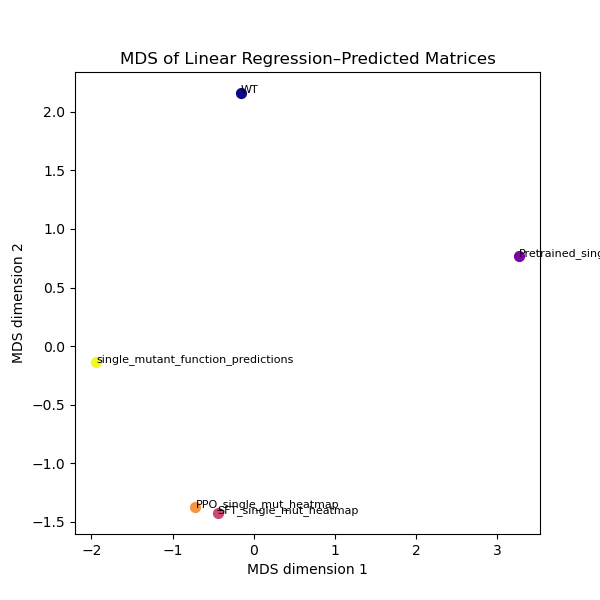 MDS of Linear Regression–Predicted Matrices
2.0
1.5
1.0
0.5
0.0
−0.5
−1.0
−1.5
MDS dimension 2
WT
Pretrained_sing
single_mutant_function_predictions
PPO_single_mut_heatmap
SFT_single_mut_heatmap
−2
−1
0
1
2
3
MDS dimension 1